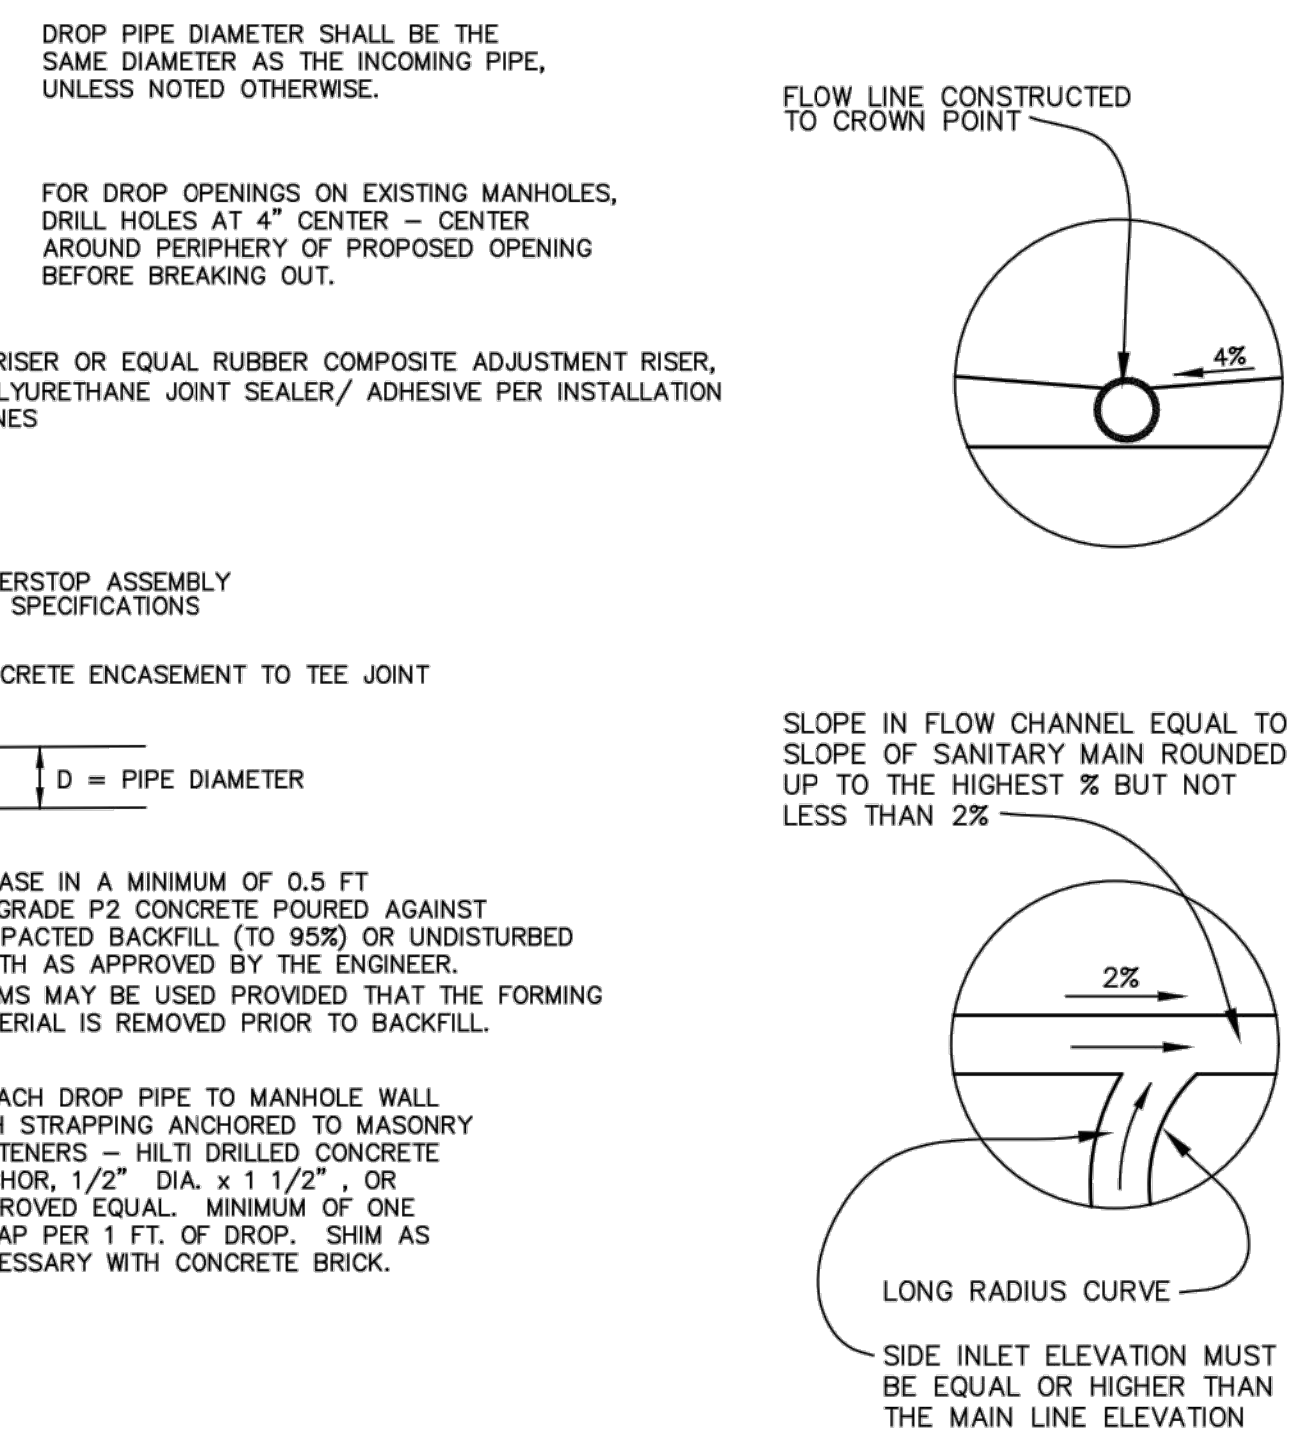 DROP PIPE DIAMETER SHALL BE THE
SAME DIAMETER AS THE INCOMING PIPE,
UNLESS NOTED OTHERWISE.
FOR DROP OPENINGS ON EXISTING MANHOLES,
DRILL HOLES AT 4" CENTER – CENTER
AROUND PERIPHERY OF PROPOSED OPENING
BEFORE BREAKING OUT.
RISER OR EQUAL RUBBER COMPOSITE ADJUSTMENT RISER,
LYURETHANE JOINT SEALER/ ADHESIVE PER INSTALLATION
NES
ERSTOP ASSEMBLY
SPECIFICATIONS
CRETE ENCASEMENT TO TEE JOINT
D = PIPE DIAMETER
ASE IN A MINIMUM OF 0.5 FT
GRADE P2 CONCRETE POURED AGAINST
PACTED BACKFILL (TO 95%) OR UNDISTURBED
TH AS APPROVED BY THE ENGINEER.
MS MAY BE USED PROVIDED THAT THE FORMING
ERIAL IS REMOVED PRIOR TO BACKFILL.
ACH DROP PIPE TO MANHOLE WALL
H STRAPPING ANCHORED TO MASONRY
TENERS – HILTI DRILLED CONCRETE
HOR, 1/2" DIA. x 1 1/2" , OR
ROVED EQUAL. MINIMUM OF ONE
AP PER 1 FT. OF DROP. SHIM AS
ESSARY WITH CONCRETE BRICK.
FLOW LINE CONSTRUCTED
TO CROWN POINT
4%
SLOPE IN FLOW CHANNEL EQUAL TO
SLOPE OF SANITARY MAIN ROUNDED
UP TO THE HIGHEST % BUT NOT
LESS THAN 2%
2%
LONG RADIUS CURVE
SIDE INLET ELEVATION MUST
BE EQUAL OR HIGHER THAN
THE MAIN LINE ELEVATION